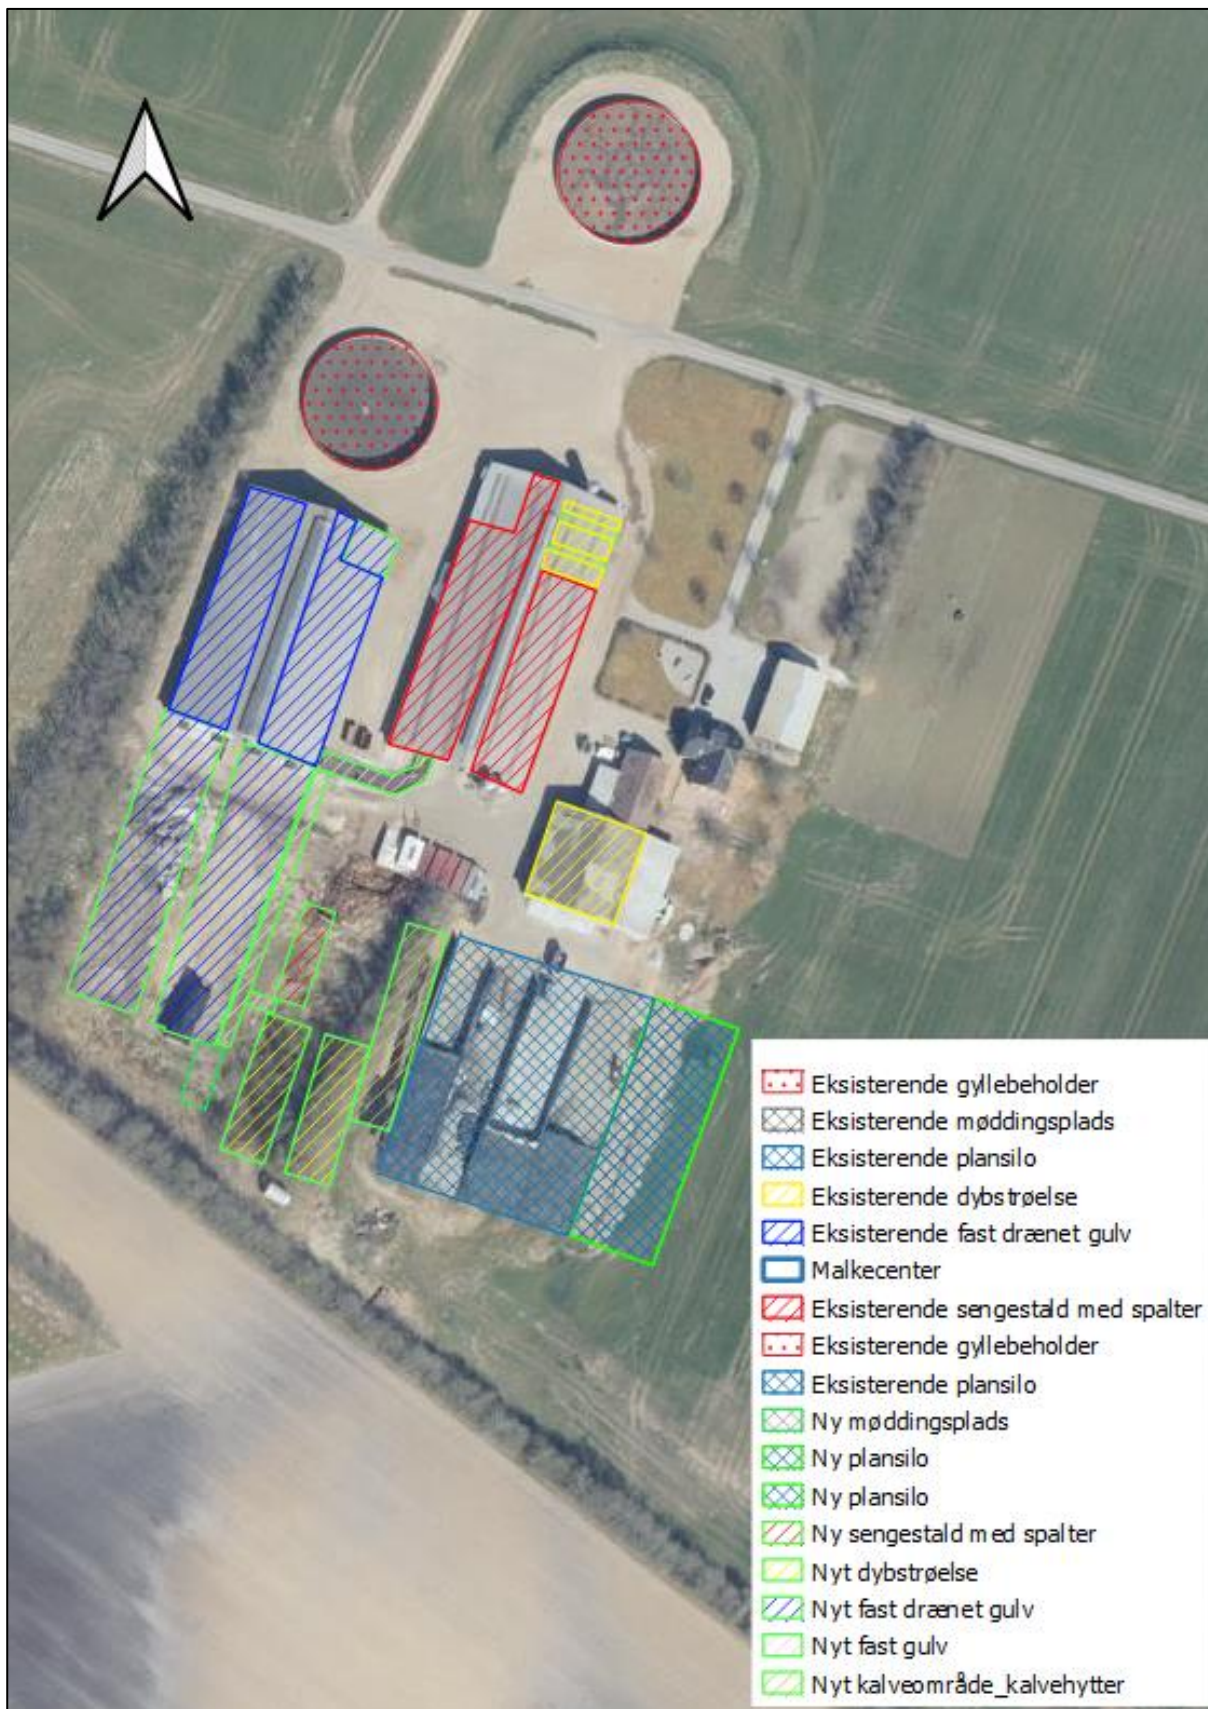 Eksisterende gyllebeholder
Eksisterende møddingsplads
Eksisterende plansilo
Eksisterende dybstrøelse
Eksisterende fast drænet gulv
Malkecenter
Eksisterende sengestald med spalter
Eksisterende gyllebeholder
Eksisterende plansilo
Ny møddingsplads
Ny plansilo
Ny plansilo
Ny sengestald med spalter
Nyt dybstrøelse
Nyt fast drænet gulv
Nyt fast gulv
Nyt kalveområde_kalvehytter